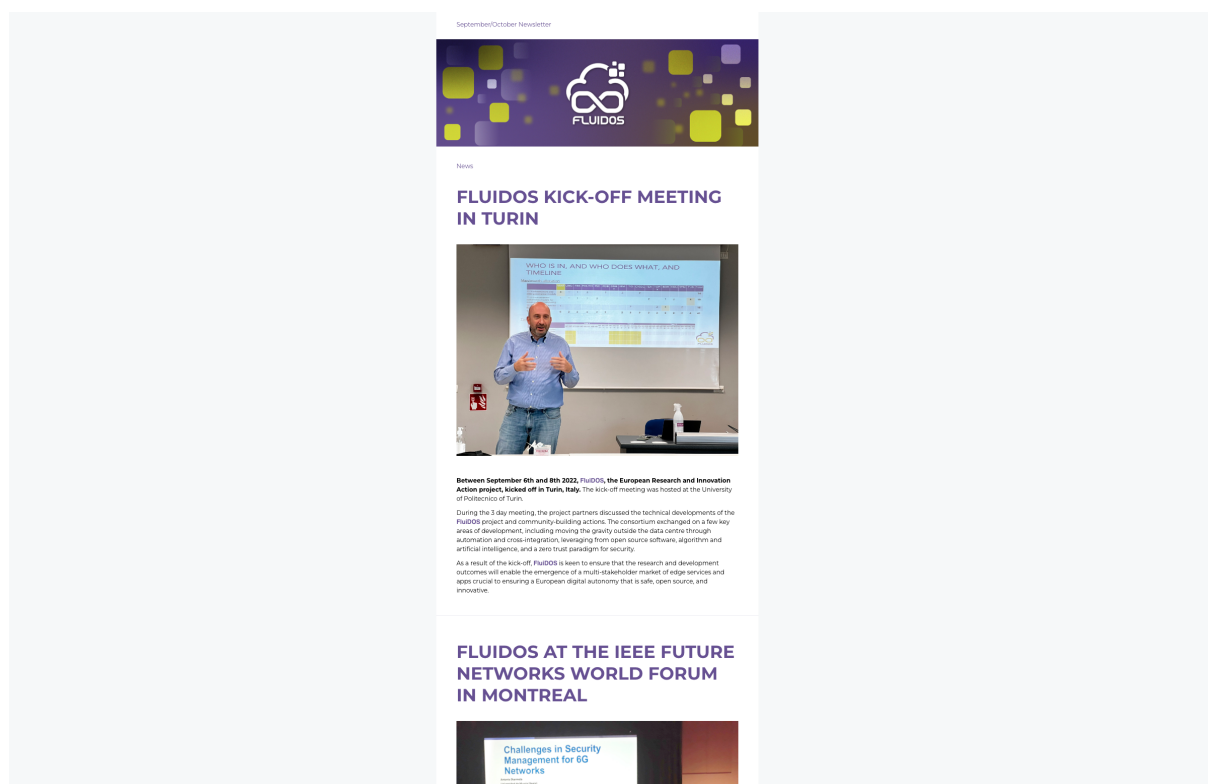 September/October Newsletter
FLUIDOS
News
FLUIDOS KICK-OFF MEETING
IN TURIN
WHO IS IN, AND WHO DOES WHAT, AND
TIMELINE
Between September 6th and 8th 2022, FluiDOS, the European Research and Innovation
Action project, kicked off in Turin, Italy. The kick-off meeting was hosted at the University
of Politecnico of Turin.
During the 3 day meeting, the project partners discussed the technical developments of the
FluiDOS project and community-building actions. The consortium exchanged on a few key
areas of development, including moving the gravity outside the data centre through
automation and cross-integration, leveraging from open source software, algorithm and
artificial intelligence, and a zero trust paradigm for security.
As a result of the kick-off, FluiDOS is keen to ensure that the research and development
outcomes will enable the emergence of a multi-stakeholder market of edge services and
apps crucial to ensuring a European digital autonomy that is safe, open source, and
innovative.
FLUIDOS AT THE IEEE FUTURE
NETWORKS WORLD FORUM
IN MONTREAL
Challenges in Security
Management for 6G
Networks